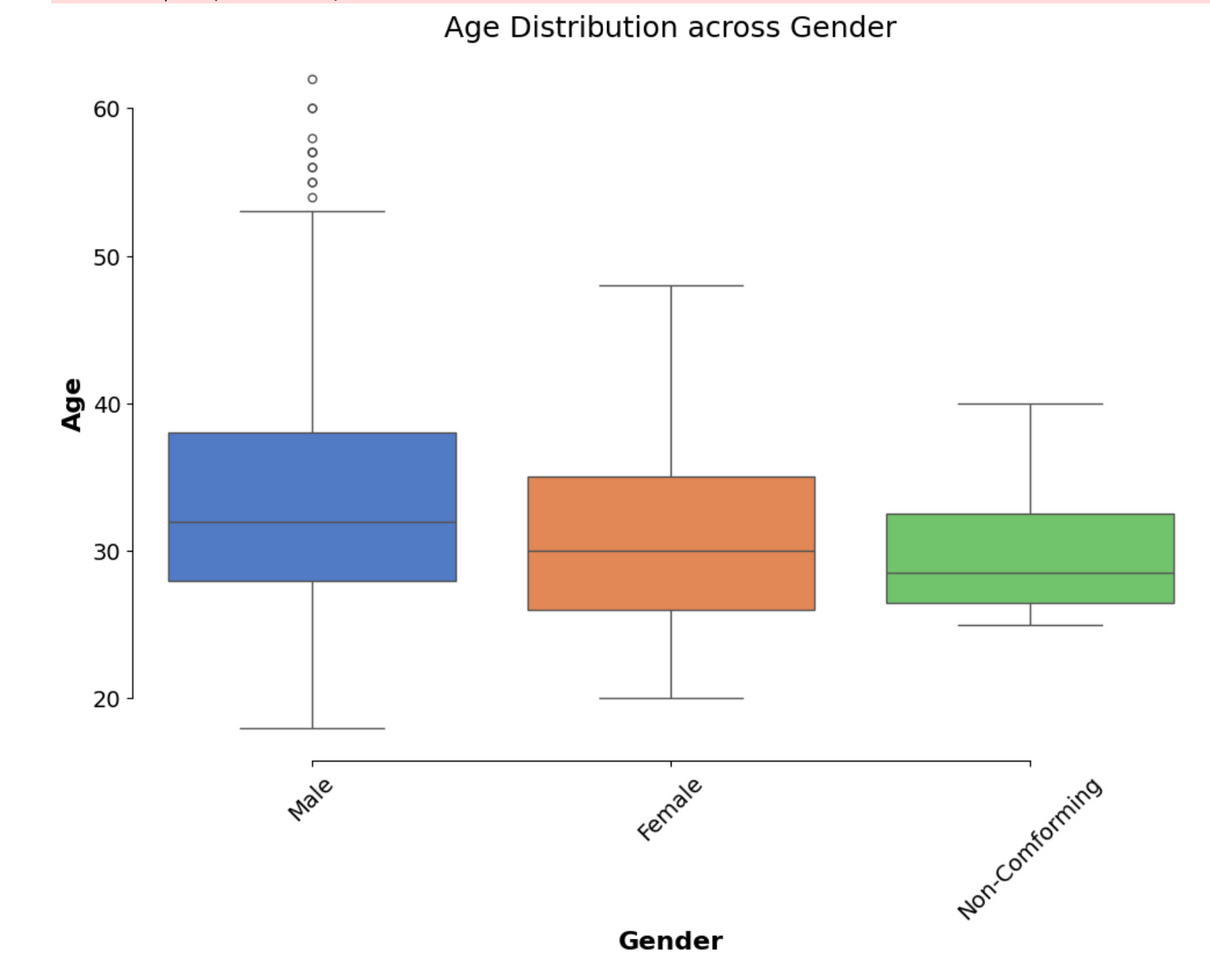 Age Distribution across Gender
60
50
40
30
20
Age
Male
Female
Non-Comforming
Gender